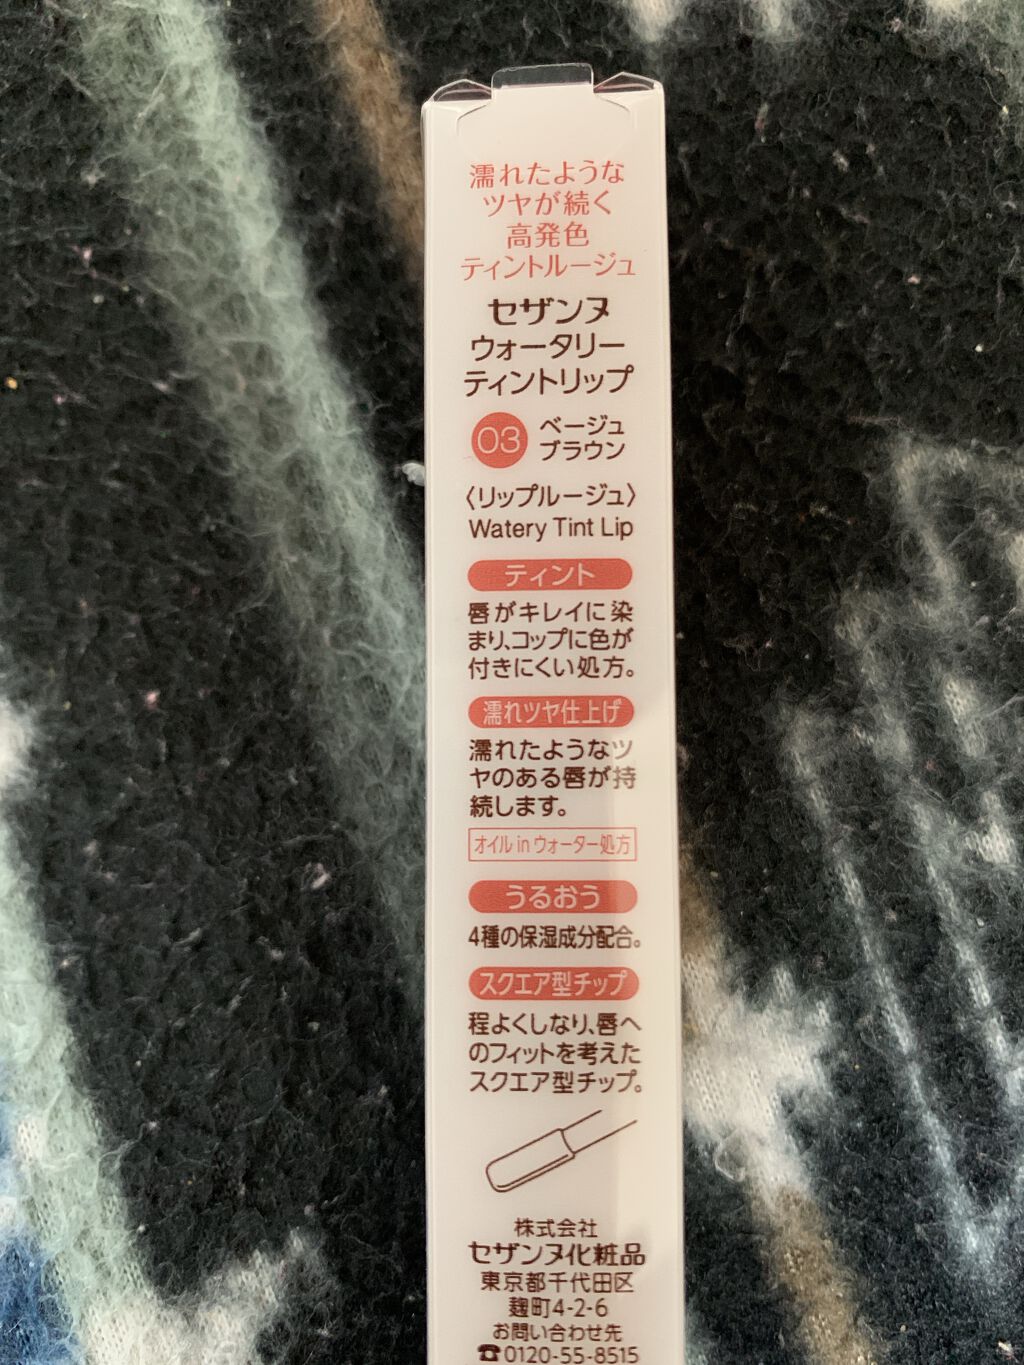 濡れたような
ツヤが続く
高発色
ティントルージュ
セザンヌ
ウォータリー
ティントリップ
03 ベージュ
ブラウン
〈リップルージュ〉
Watery Tint Lip
ティント
唇がキレイに染
まり、コップに色が
付きにくい処方。
濡れツヤ仕上げ
濡れたようなツ
ヤのある唇が持
続します。
オイル in ウォーター処方
うるおう
4種の保湿成分配合。
スクエア型チップ
程よくしなり、唇へ
のフィットを考えた
スクエア型チップ。
株式会社
セザンヌ化粧品
東京都千代田区
麹町4-2-6
お問い合わせ先
☎0120-55-8515